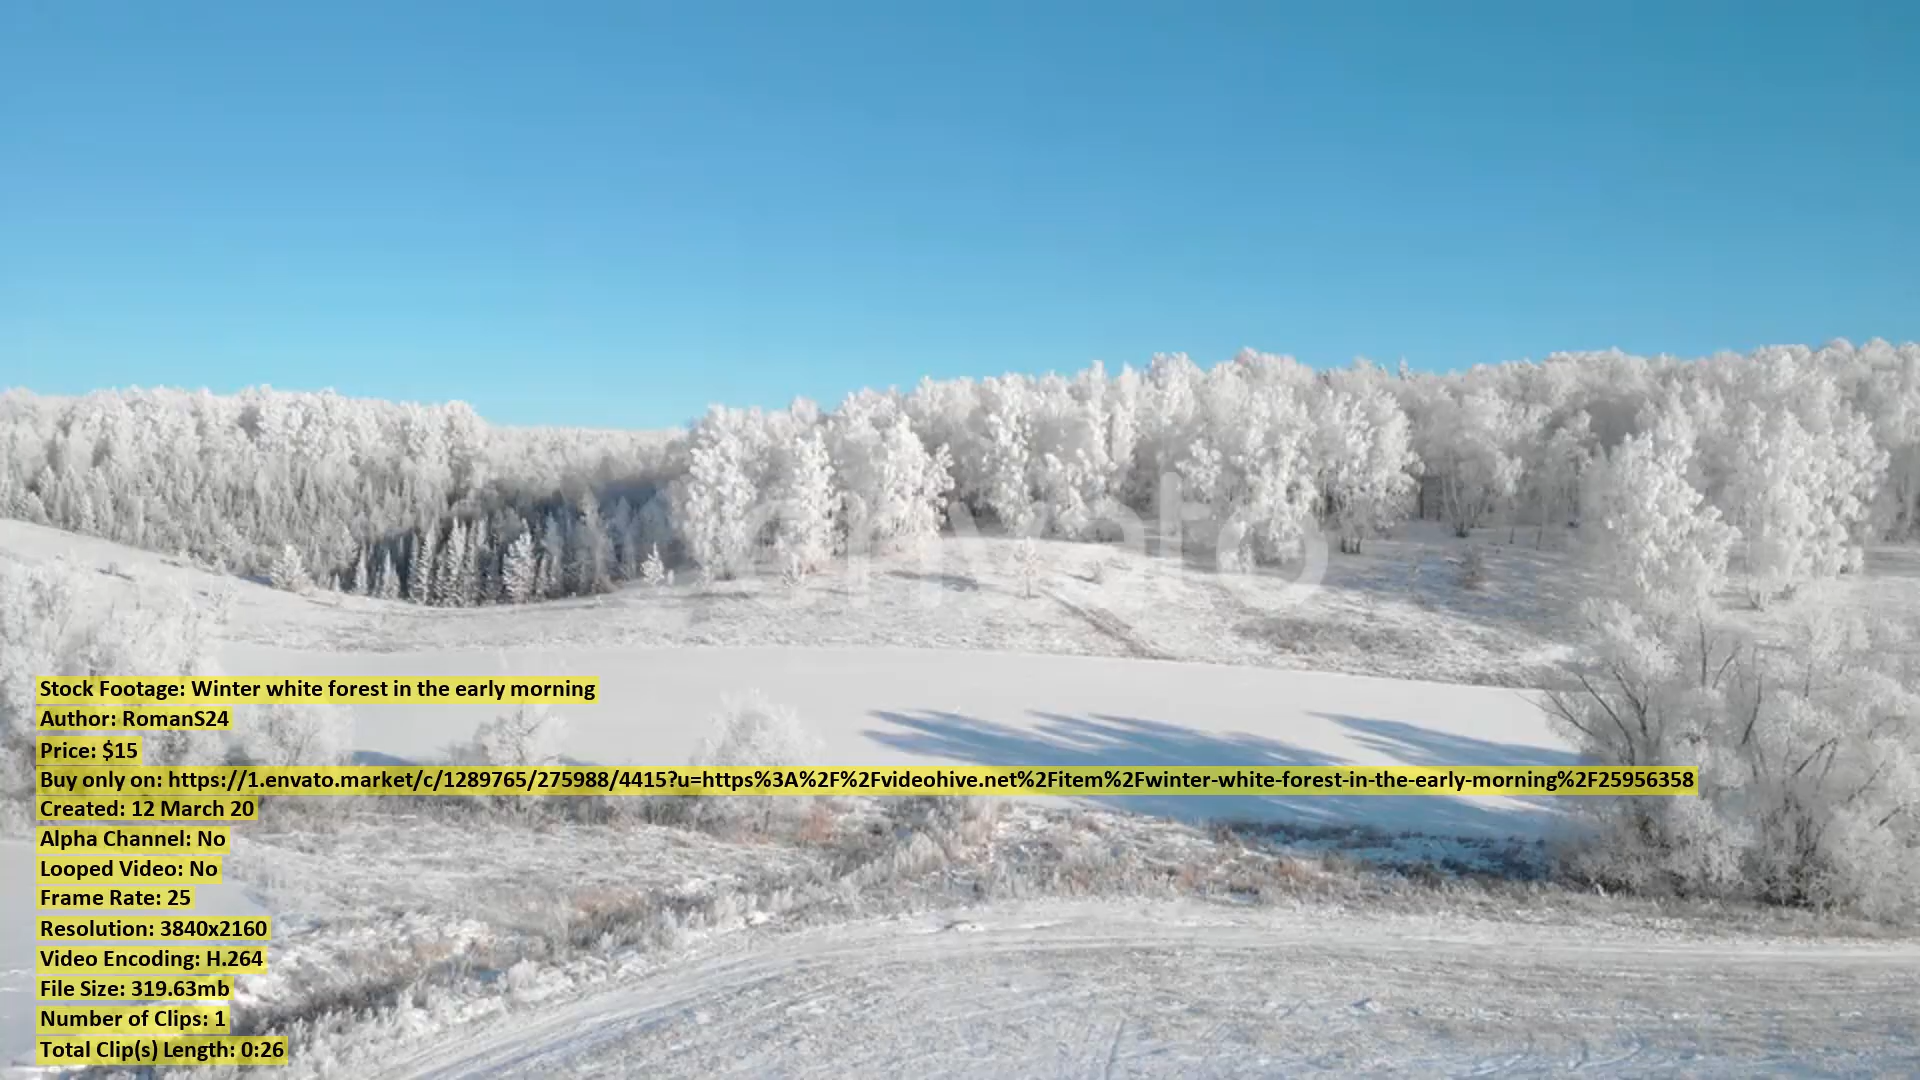 envato
Stock Footage: Winter white forest in the early morning
Author: RomanS24
Price: $15
Buy only on: https://1.envato.market/c/1289765/275988/4415?u=https%3A%2F%2Fvideohive.net%2Fitem%2Fwinter-white-forest-in-the-early-morning%2F25956358
Created: 12 March 20
Alpha Channel: No
Looped Video: No
Frame Rate: 25
Resolution: 3840x2160
Video Encoding: H.264
File Size: 319.63mb
Number of Clips: 1
Total Clip(s) Length: 0:26